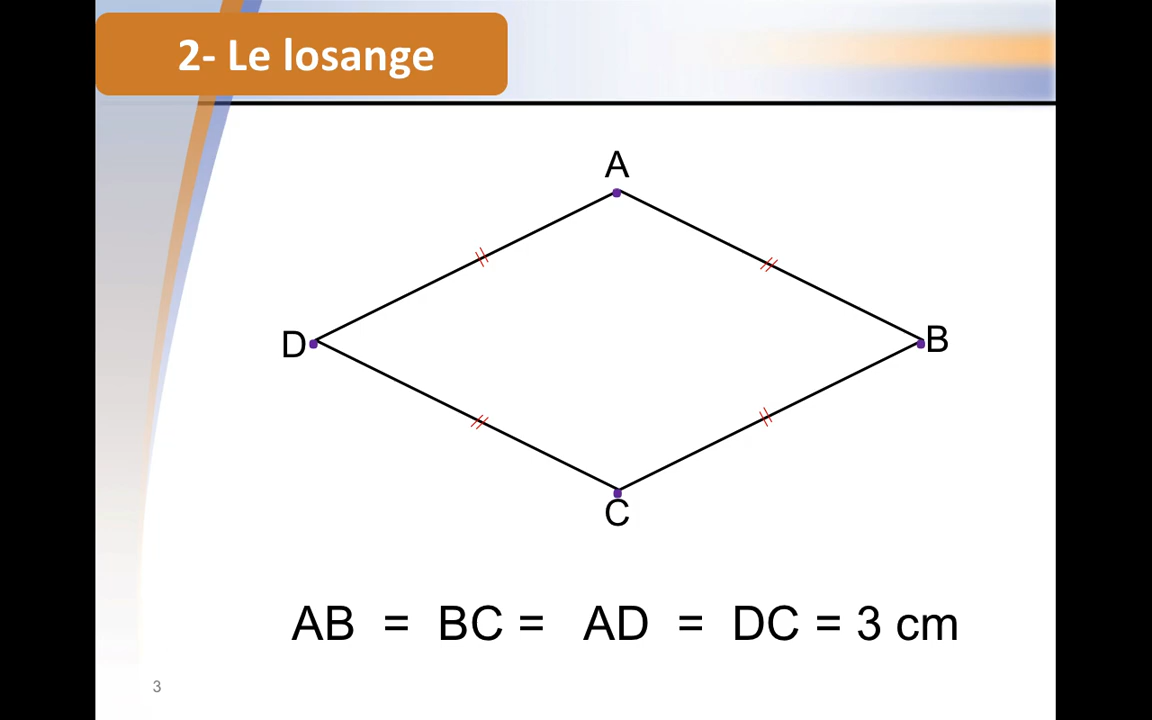 2- Le losange
A
D
B
C
AB = BC = AD = DC = 3 cm
3